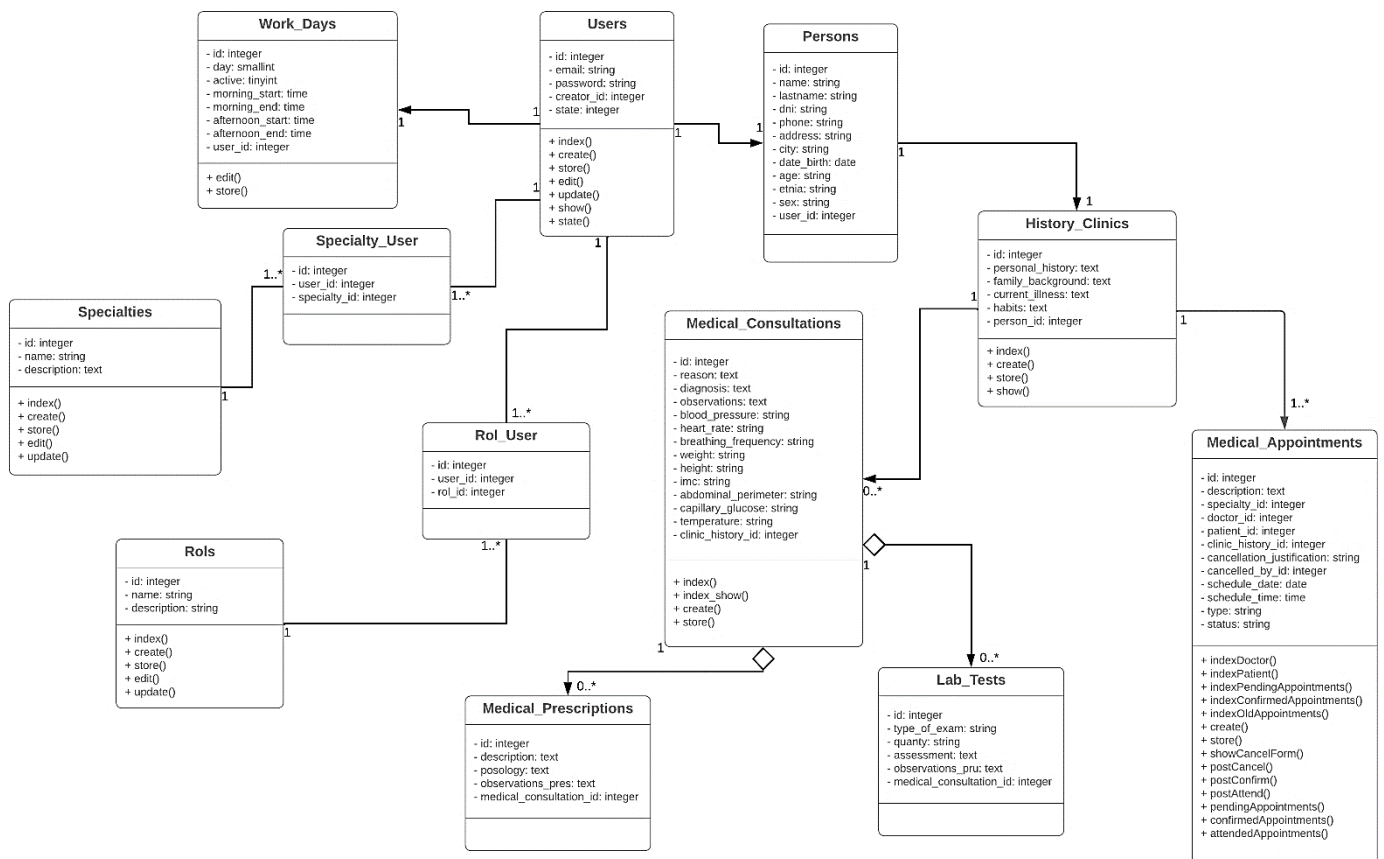 Work_Days
- id: integer
- day: smallint
- active: tinyint
- morning_start: time
- morning_end: time
- afternoon_start: time
- afternoon_end: time
- user_id: integer
+ edit()
+ store()
Users
- id: integer
- email: string
- password: string
- creator_id: integer
- state: integer
+ index()
+ create()
+ store()
+ edit()
+ update()
+ show()
+ state()
Persons
- id: integer
- name: string
- lastname: string
- dni: string
- phone: string
- address: string
- city: string
- date_birth: date
- age: string
- etnia: string
- sex: string
- user_id: integer
1
1
1
1
1
1
1
1
Specialty_User
- id: integer
- user_id: integer
- specialty_id: integer
1..*
1..*
Specialties
- id: integer
- name: string
- description: text
+ index()
+ create()
+ store()
+ edit()
+ update()
1
History_Clinics
- id: integer
- personal_history: text
- family_background: text
- current_illness: text
- habits: text
- person_id: integer
+ index()
+ create()
+ store()
+ show()
1
1
Medical_Consultations
- id: integer
- reason: text
- diagnosis: text
- observations: text
- blood_pressure: string
- heart_rate: string
- breathing_frequency: string
- weight: string
- height: string
- imc: string
- abdominal_perimeter: string
- capillary_glucose: string
- temperature: string
- clinic_history_id: integer
+ index()
+ index_show()
+ create()
+ store()
0..*
1
1
1..*
Rol_User
- id: integer
- user_id: integer
- rol_id: integer
1..*
Rols
- id: integer
- name: string
- description: string
+ index()
+ create()
+ store()
+ edit()
+ update()
1
1..*
Medical_Appointments
- id: integer
- description: text
- specialty_id: integer
- doctor_id: integer
- patient_id: integer
- clinic_history_id: integer
- cancellation_justification: string
- cancelled_by_id: integer
- schedule_date: date
- schedule_time: time
- type: string
- status: string
+ indexDoctor()
+ indexPatient()
+ indexPendingAppointments()
+ indexConfirmedAppointments()
+ indexOldAppointments()
+ create()
+ store()
+ showCancelForm()
+ postCancel()
+ postConfirm()
+ postAttend()
+ pendingAppointments()
+ confirmedAppointments()
+ attendedAppointments()
0..*
Medical_Prescriptions
- id: integer
- description: text
- posology: text
- observations_pres: text
- medical_consultation_id: integer
0..*
Lab_Tests
- id: integer
- type_of_exam: string
- quanty: string
- assessment: text
- observations_pru: text
- medical_consultation_id: integer